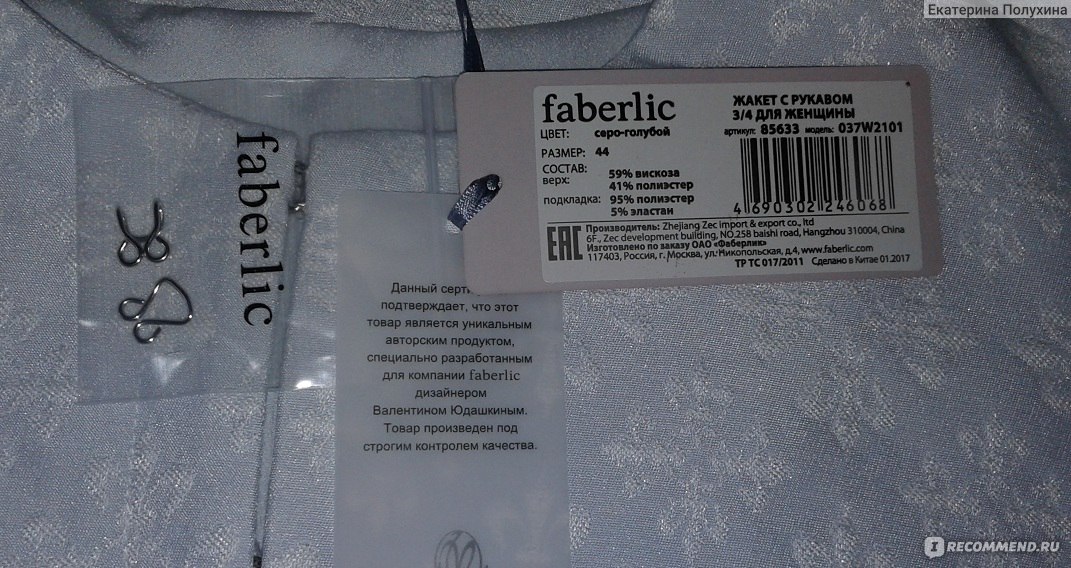 Екатерина Полухина
faberlic
ЖАКЕТ С РУКАВОМ
3/4 ДЛЯ ЖЕНЩИНЫ
ЦВЕТ: серо-голубой
артикул: 85633 модель: 037W2101
РАЗМЕР: 44
СОСТАВ:
верх: 59% вискоза
41% полиэстер
подкладка: 95% полиэстер
5% эластан
4 690302 246068
EAC
Производитель: Zhejiang Zec import & export co., ltd
6F., Zec development building, NO.258 baishi road, Hangzhou 310004, China
Изготовлено по заказу ОАО «Фаберлик»
117403, Россия, г. Москва, ул. Никопольская, д.4, www.faberlic.com
ТР ТС 017/2011 Сделано в Китае 01.2017
faberlic
Данный
подтверждает, что этот
товар является уникальным
авторским продуктом,
специально разработанным
для компании faberlic
дизайнером
Валентином Юдашкиным.
Товар произведен под
строгим контролем качества.
I RECOMMEND.RU